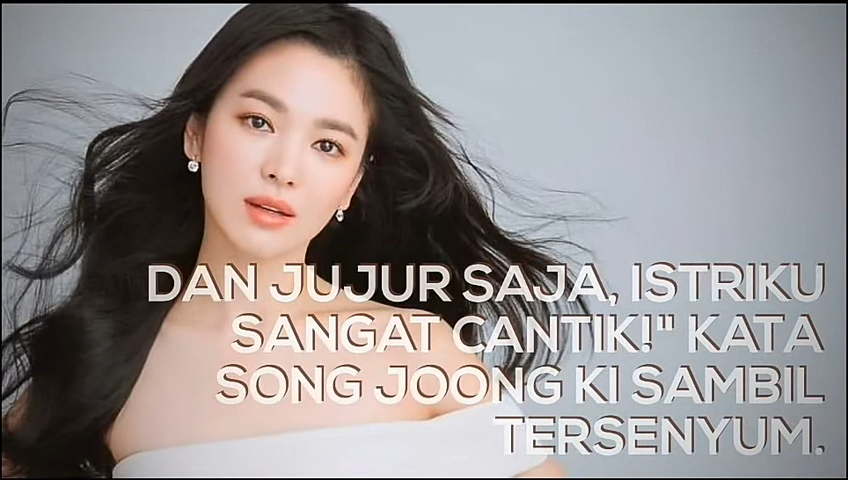 DAN JUJUR SAJA, ISTRIKU
SANGAT CANTIK!" KATA
SONG JOONG KI SAMBIL
TERSENYUM.